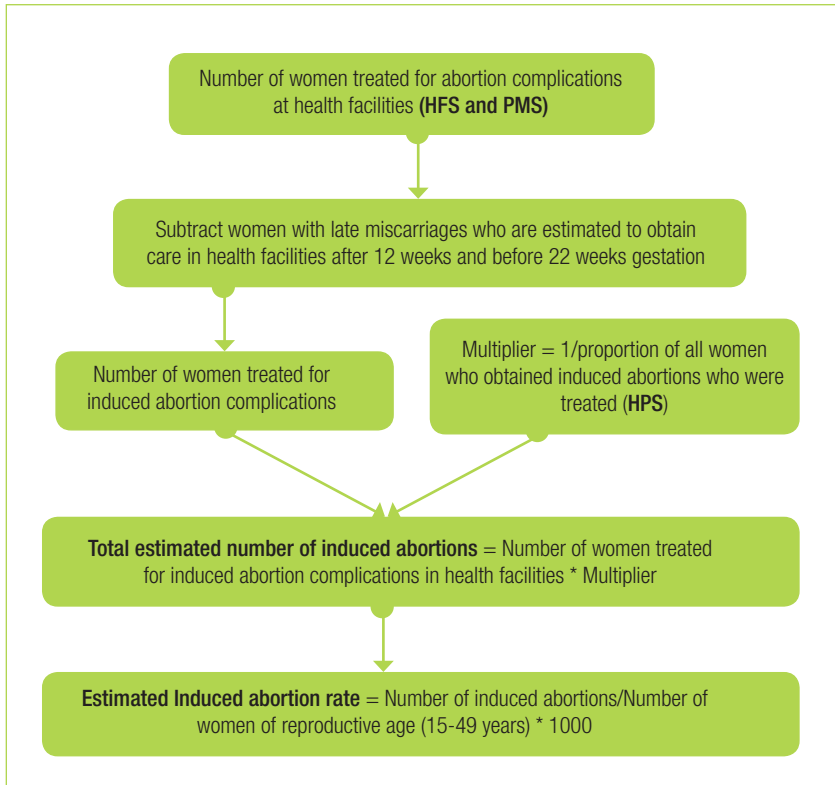 Number of women treated for abortion complications
at health facilities (HFS and PMS)
Subtract women with late miscarriages who are estimated to obtain
care in health facilities after 12 weeks and before 22 weeks gestation
Number of women treated for
induced abortion complications
Multiplier = 1/proportion of all women
who obtained induced abortions who were
treated (HPS)
Total estimated number of induced abortions = Number of women treated
for induced abortion complications in health facilities * Multiplier
Estimated Induced abortion rate = Number of induced abortions/Number of
women of reproductive age (15-49 years) * 1000